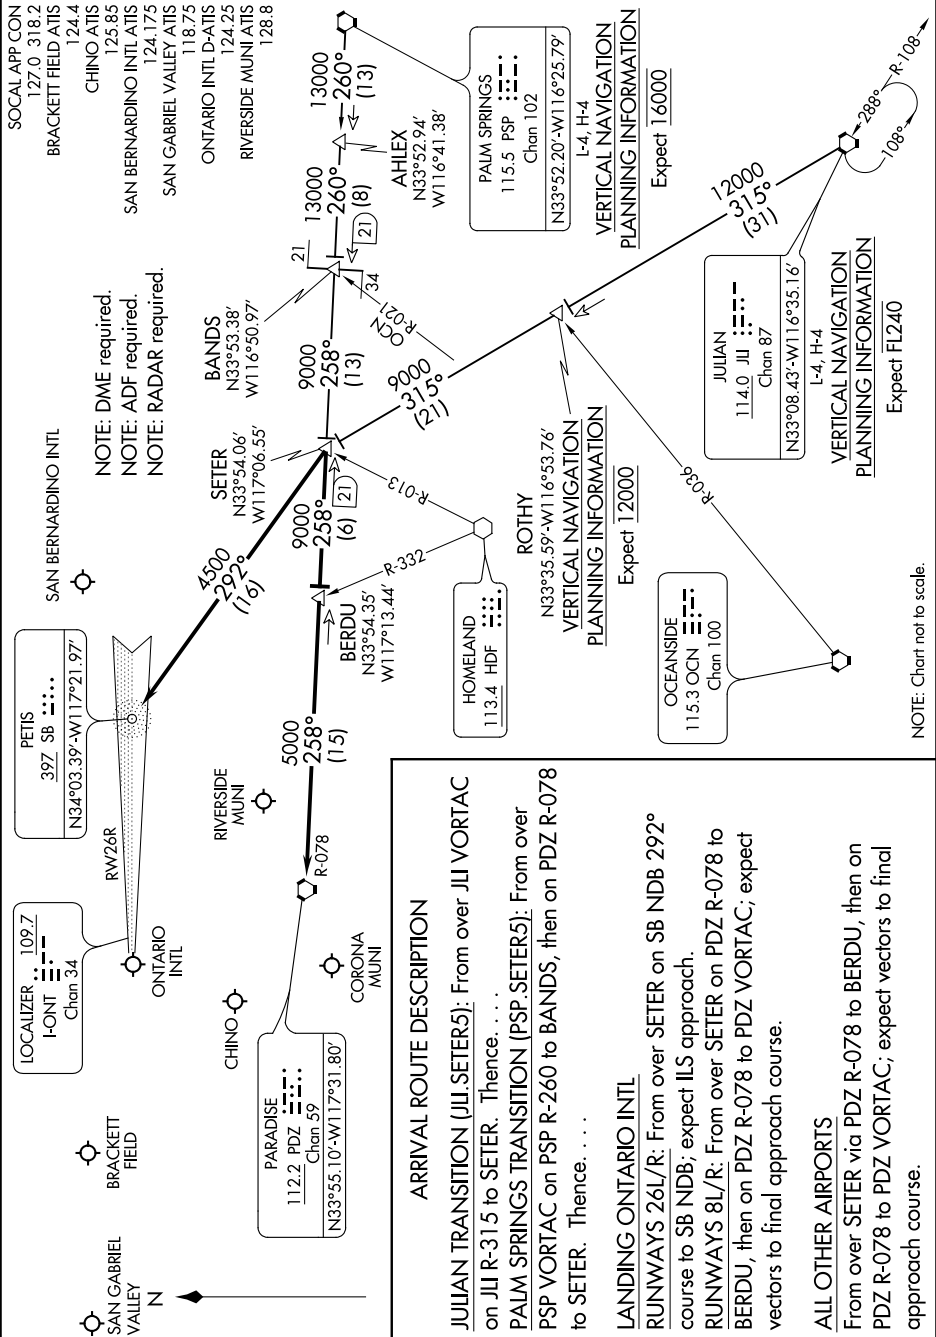 SOCAL APP CON
127.0 318.2
BRACKETT FIELD ATIS
124.4
CHINO ATIS
125.85
SAN BERNARDINO INTL ATIS
124.175
SAN GABRIEL VALLEY ATIS
118.75
ONTARIO INTL D-ATIS
124.25
RIVERSIDE MUNI ATIS
128.8
NOTE: DME required.
NOTE: ADF required.
NOTE: RADAR required.
SAN BERNARDINO INTL
PETIS
397 SB
N34°03.39'-W117°21.97'
RW26R
LOCALIZER 109.7
I-ONT
Chan 34
ONTARIO
INTL
BRACKETT
FIELD
SAN GABRIEL
VALLEY
N
CHINO
RIVERSIDE
MUNI
CORONA
MUNI
PARADISE
112.2 PDZ
Chan 59
N33°55.10'-W117°31.80'
R-078
5000
258°
(15)
BERDU
N33°54.35'
W117°13.44'
4500
292°
(16)
9000
258°
(6)
21
SETER
N33°54.06'
W117°06.55'
9000
258°
(13)
BANDS
N33°53.38'
W116°50.97'
21
34
21
13000
260°
(8)
AHLEX
N33°52.94'
W116°41.38'
13000
260°
(13)
PALM SPRINGS
115.5 PSP
Chan 102
N33°52.20'-W116°25.79'
L-4, H-4
VERTICAL NAVIGATION
PLANNING INFORMATION
Expect 16000
OCN
R-021
R-013
R-332
HOMELAND
113.4 HDF
9000
315°
(21)
ROTHY
N33°35.59'-W116°53.76'
VERTICAL NAVIGATION
PLANNING INFORMATION
Expect 12000
12000
315°
(31)
R-036
OCEANSIDE
115.3 OCN
Chan 100
JULIAN
114.0 JLI
Chan 87
N33°08.43'-W116°35.16'
L-4, H-4
VERTICAL NAVIGATION
PLANNING INFORMATION
Expect FL240
R-108
288°
108°
NOTE: Chart not to scale.
ARRIVAL ROUTE DESCRIPTION
JULIAN TRANSITION (JLI.SETER5): From over JLI VORTAC
on JLI R-315 to SETER. Thence. . . .
PALM SPRINGS TRANSITION (PSP.SETER5): From over
PSP VORTAC on PSP R-260 to BANDS, then on PDZ R-078
to SETER. Thence. . . .
LANDING ONTARIO INTL
RUNWAYS 26L/R: From over SETER on SB NDB 292°
course to SB NDB; expect ILS approach.
RUNWAYS 8L/R: From over SETER on PDZ R-078 to
BERDU, then on PDZ R-078 to PDZ VORTAC; expect
vectors to final approach course.
ALL OTHER AIRPORTS
From over SETER via PDZ R-078 to BERDU, then on
PDZ R-078 to PDZ VORTAC; expect vectors to final
approach course.